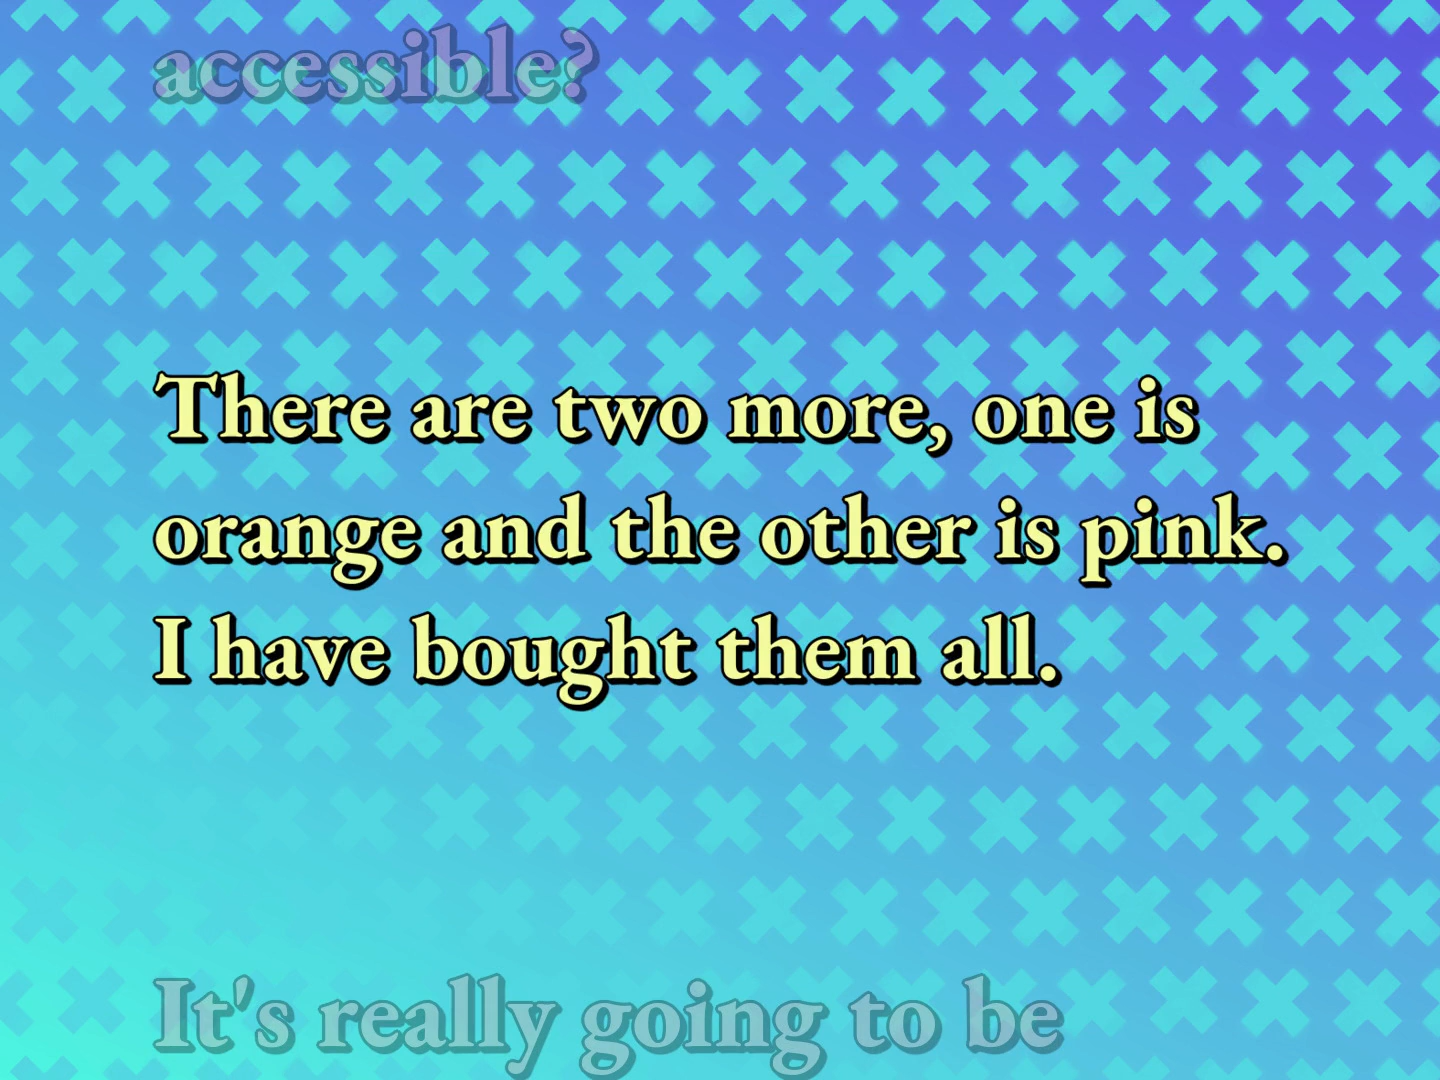 accessible?
There are two more, one is
orange and the other is pink.
I have bought them all.
It's really going to be